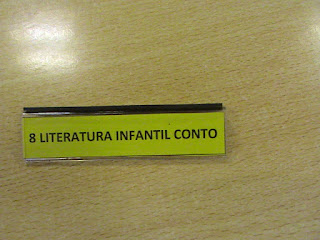 8 LITERATURA INFANTIL CONTO